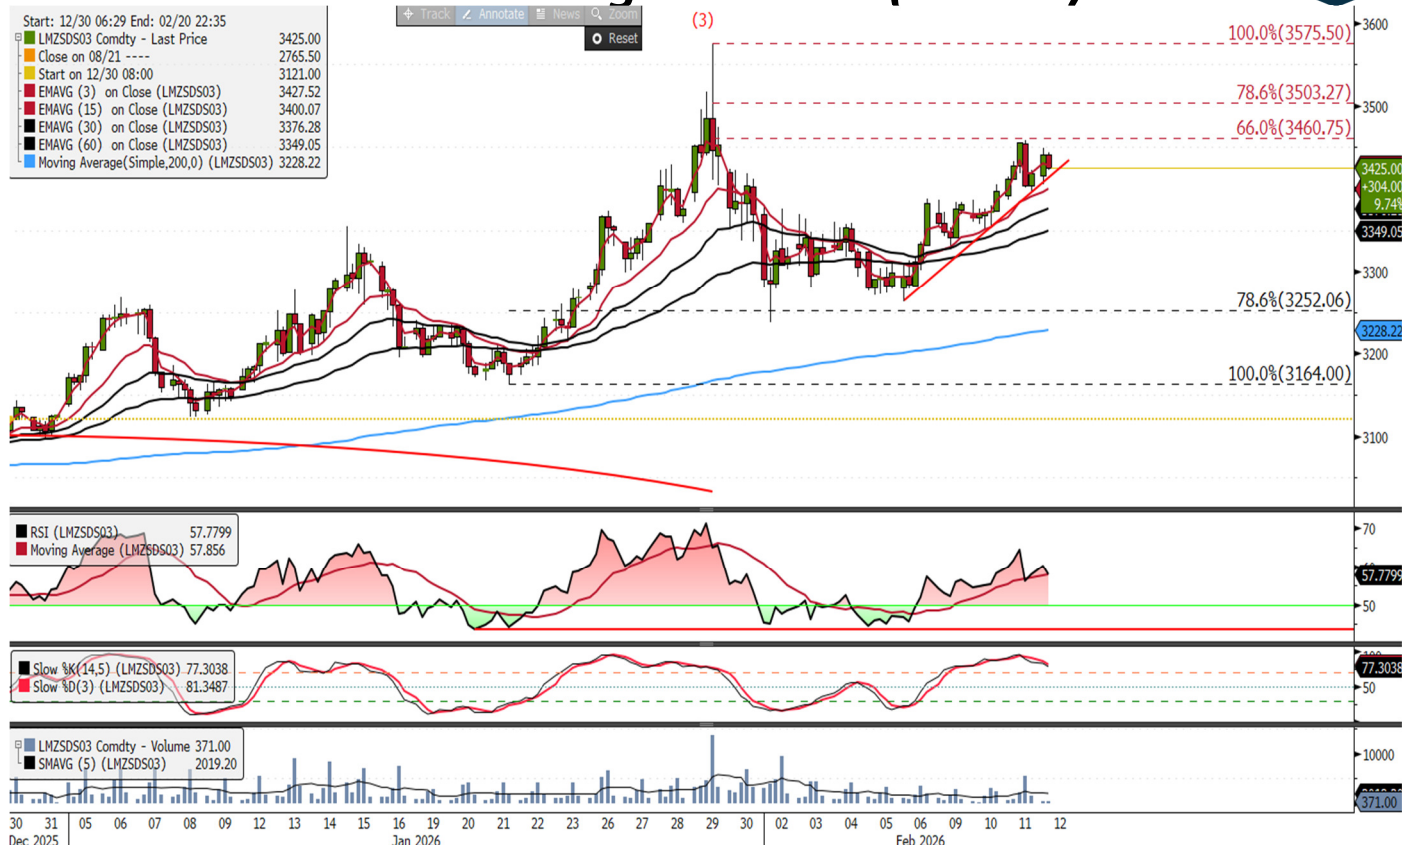 Track Annotate News Zoom
Reset
(3)
Start: 12/30 06:29 End: 02/20 22:35
LMZSDS03 Comdty - Last Price 3425.00
Close on 08/21 ---- 2765.50
Start on 12/30 08:00 3121.00
EMAVG (3) on Close (LMZSDS03) 3427.52
EMAVG (15) on Close (LMZSDS03) 3400.07
EMAVG (30) on Close (LMZSDS03) 3376.28
EMAVG (60) on Close (LMZSDS03) 3349.05
Moving Average(Simple,200,0) (LMZSDS03) 3228.22
100.0%(3575.50)
78.6%(3503.27)
66.0%(3460.75)
78.6%(3252.06)
100.0%(3164.00)
3600
3500
3425.00
+304.00
9.74%
3349.05
3300
3228.22
3200
3100
RSI (LMZSDS03) 57.7799
Moving Average (LMZSDS03) 57.856
70
57.7799
50
Slow %K(14,5) (LMZSDS03) 77.3038
Slow %D(3) (LMZSDS03) 81.3487
77.3038
50
LMZSDS03 Comdty - Volume 371.00
SMAVG (5) (LMZSDS03) 2019.20
10000
371.00
30 31 05 06 07 08 09 12 13 14 15 16 19 20 21 22 23 26 27 28 29 30 02 03 04 05 06 09 10 11 12
Dec 2025 Jan 2026 Feb 2026